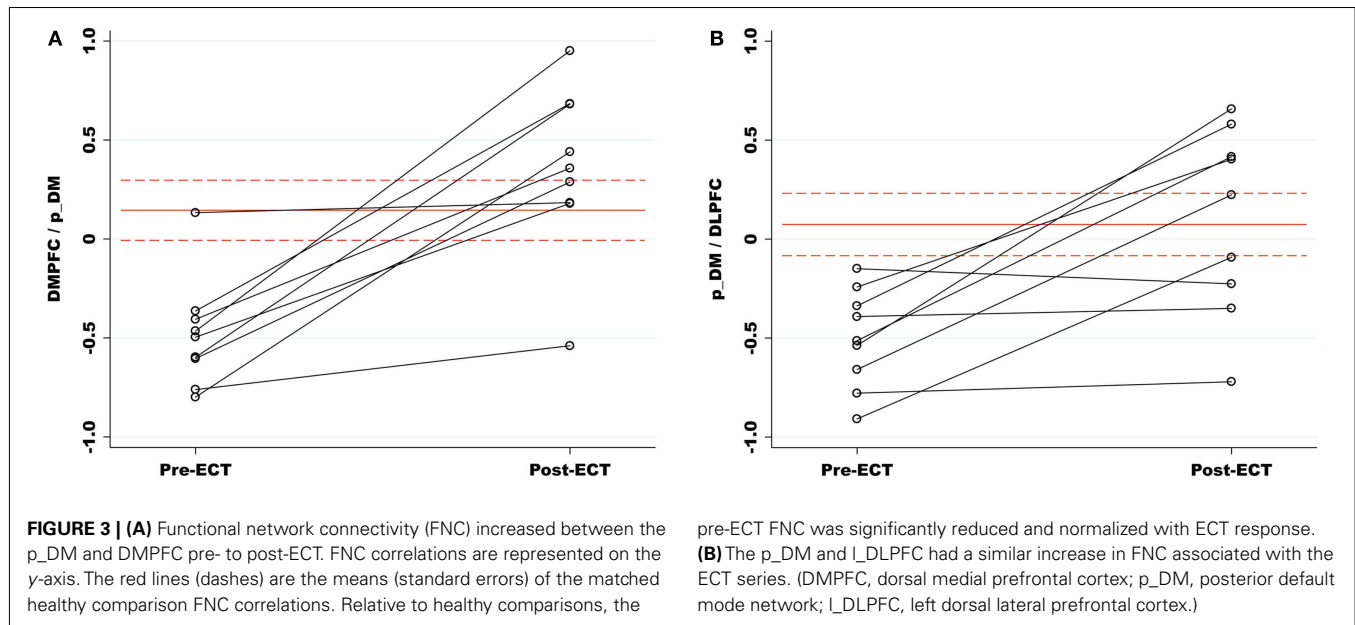 A
1.0
0.5
0
-0.5
-1.0
DMPFC / p_DM
Pre-ECT
Post-ECT
B
1.0
0.5
0
-0.5
-1.0
p_DM / DLPFC
Pre-ECT
Post-ECT
FIGURE 3 | (A) Functional network connectivity (FNC) increased between the
p_DM and DMPFC pre- to post-ECT. FNC correlations are represented on the
y-axis. The red lines (dashes) are the means (standard errors) of the matched
healthy comparison FNC correlations. Relative to healthy comparisons, the
pre-ECT FNC was significantly reduced and normalized with ECT response.
(B) The p_DM and l_DLPFC had a similar increase in FNC associated with the
ECT series. (DMPFC, dorsal medial prefrontal cortex; p_DM, posterior default
mode network; l_DLPFC, left dorsal lateral prefrontal cortex.)